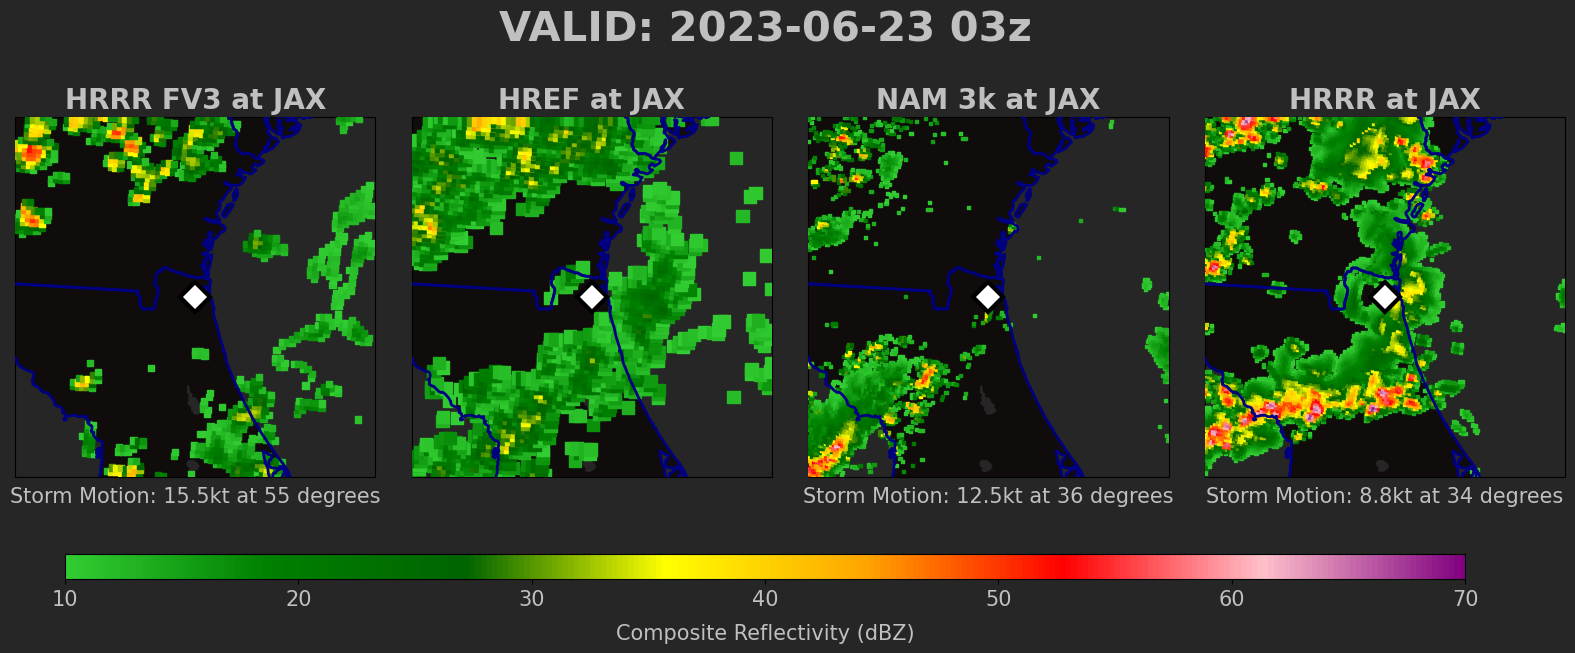 VALID: 2023-06-23 03z
HRRR FV3 at JAX
HREF at JAX
NAM 3k at JAX
HRRR at JAX
Storm Motion: 15.5kt at 55 degrees
Storm Motion: 12.5kt at 36 degrees
Storm Motion: 8.8kt at 34 degrees
10 20 30 40 50 60 70
Composite Reflectivity (dBZ)